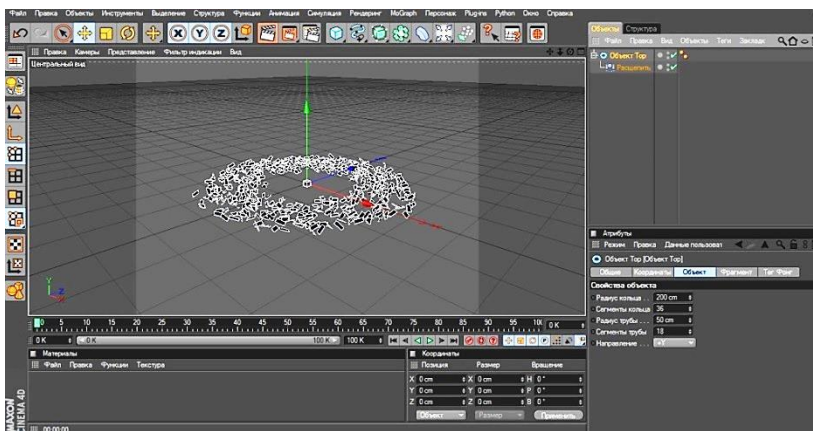 Файл Правка Объекты Инструменты Выделение Структура Функции Анимация Симуляция Рендеринг MoGraph Персонаж Plugins Python Окно Справка
Правка Камеры Представление Фильтр индикации Вид
Центральный вид
Объекты Структура
Файл Правка Вид Объекты Теги Закладк
Объект Тор
Расщепить
X Y Z
Y
Z
X
Атрибуты
Режим Правка Данные пользоват
Объект Тор [Объект Тор]
Общие Координаты Объект Фрагмент Тег Фонг
Свойства объекта
Радиус кольца . . 200 cm
Сегменты кольца 36
Радиус трубы . . . 50 cm
Сегменты трубы 18
Направление . . . +Y
0 5 10 15 20 25 30 35 40 45 50 55 60 65 70 75 80 85 90 95 10( 0 K
0 K 0 K 100 K 100 K
Материалы
Файл Правка Функции Текстура
Координаты
Позиция Размер Вращение
X 0 cm X 0 cm H 0 °
Y 0 cm Y 0 cm P 0 °
Z 0 cm Z 0 cm B 0 °
Объект Размер Применить
MAXON
CINEMA 4D
00:00:00